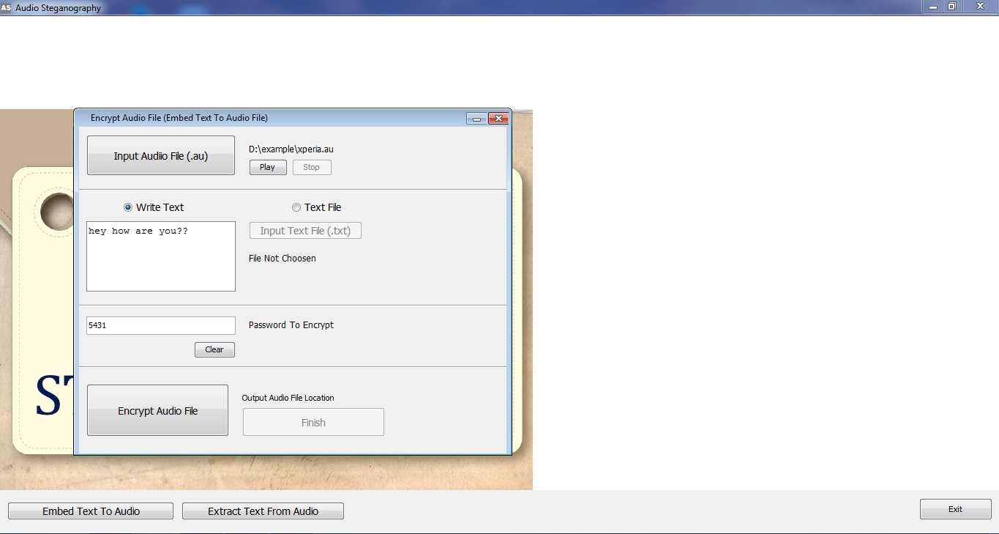 AS Audio Steganography
Encrypt Audio File (Embed Text To Audio File)
Input Audiio File (.au)
D:\example\xperia.au
Play Stop
Write Text Text File
hey how are you??
Input Text File (.txt)
File Not Choosen
5431 Password To Encrypt
Clear
Encrypt Audio File
Output Audio File Location
Finish
Embed Text To Audio Extract Text From Audio Exit